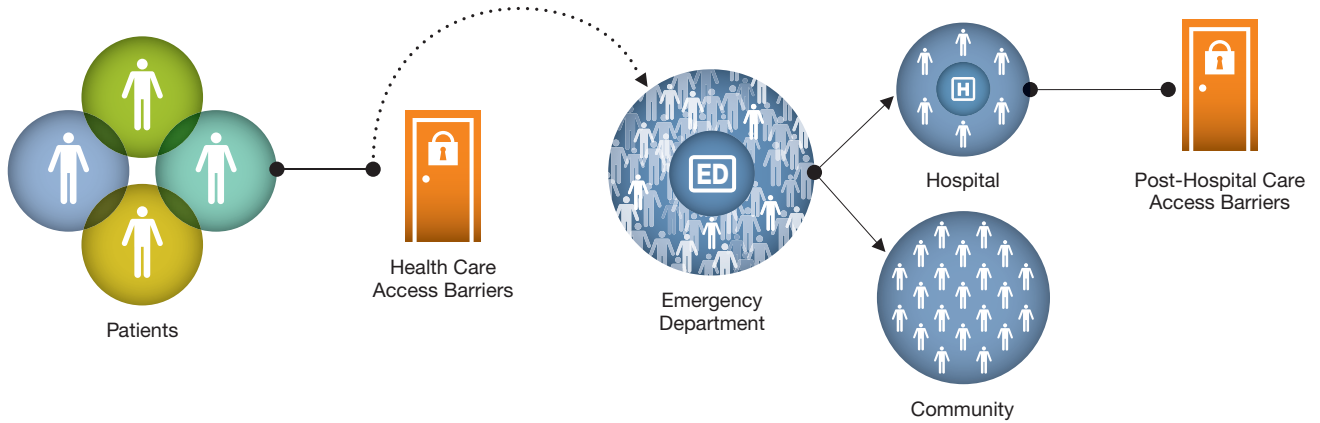 Patients
Health Care
Access Barriers
ED
Emergency
Department
H
Hospital
Community
Post-Hospital Care
Access Barriers